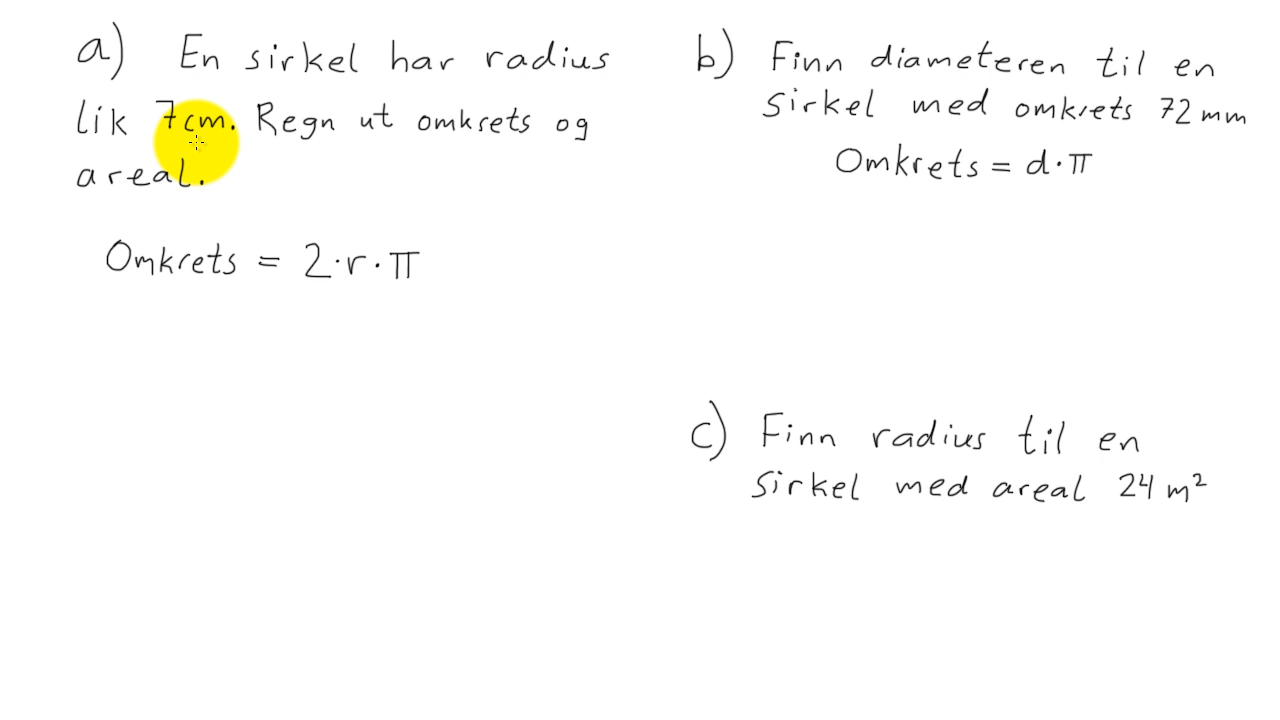 a) En sirkel har radius
lik 7cm. Regn ut omkrets og
areal.
Omkrets = 2·r·π
b) Finn diameteren til en
sirkel med omkrets 72 mm
Omkrets = d·π
c) Finn radius til en
sirkel med areal 24 m²